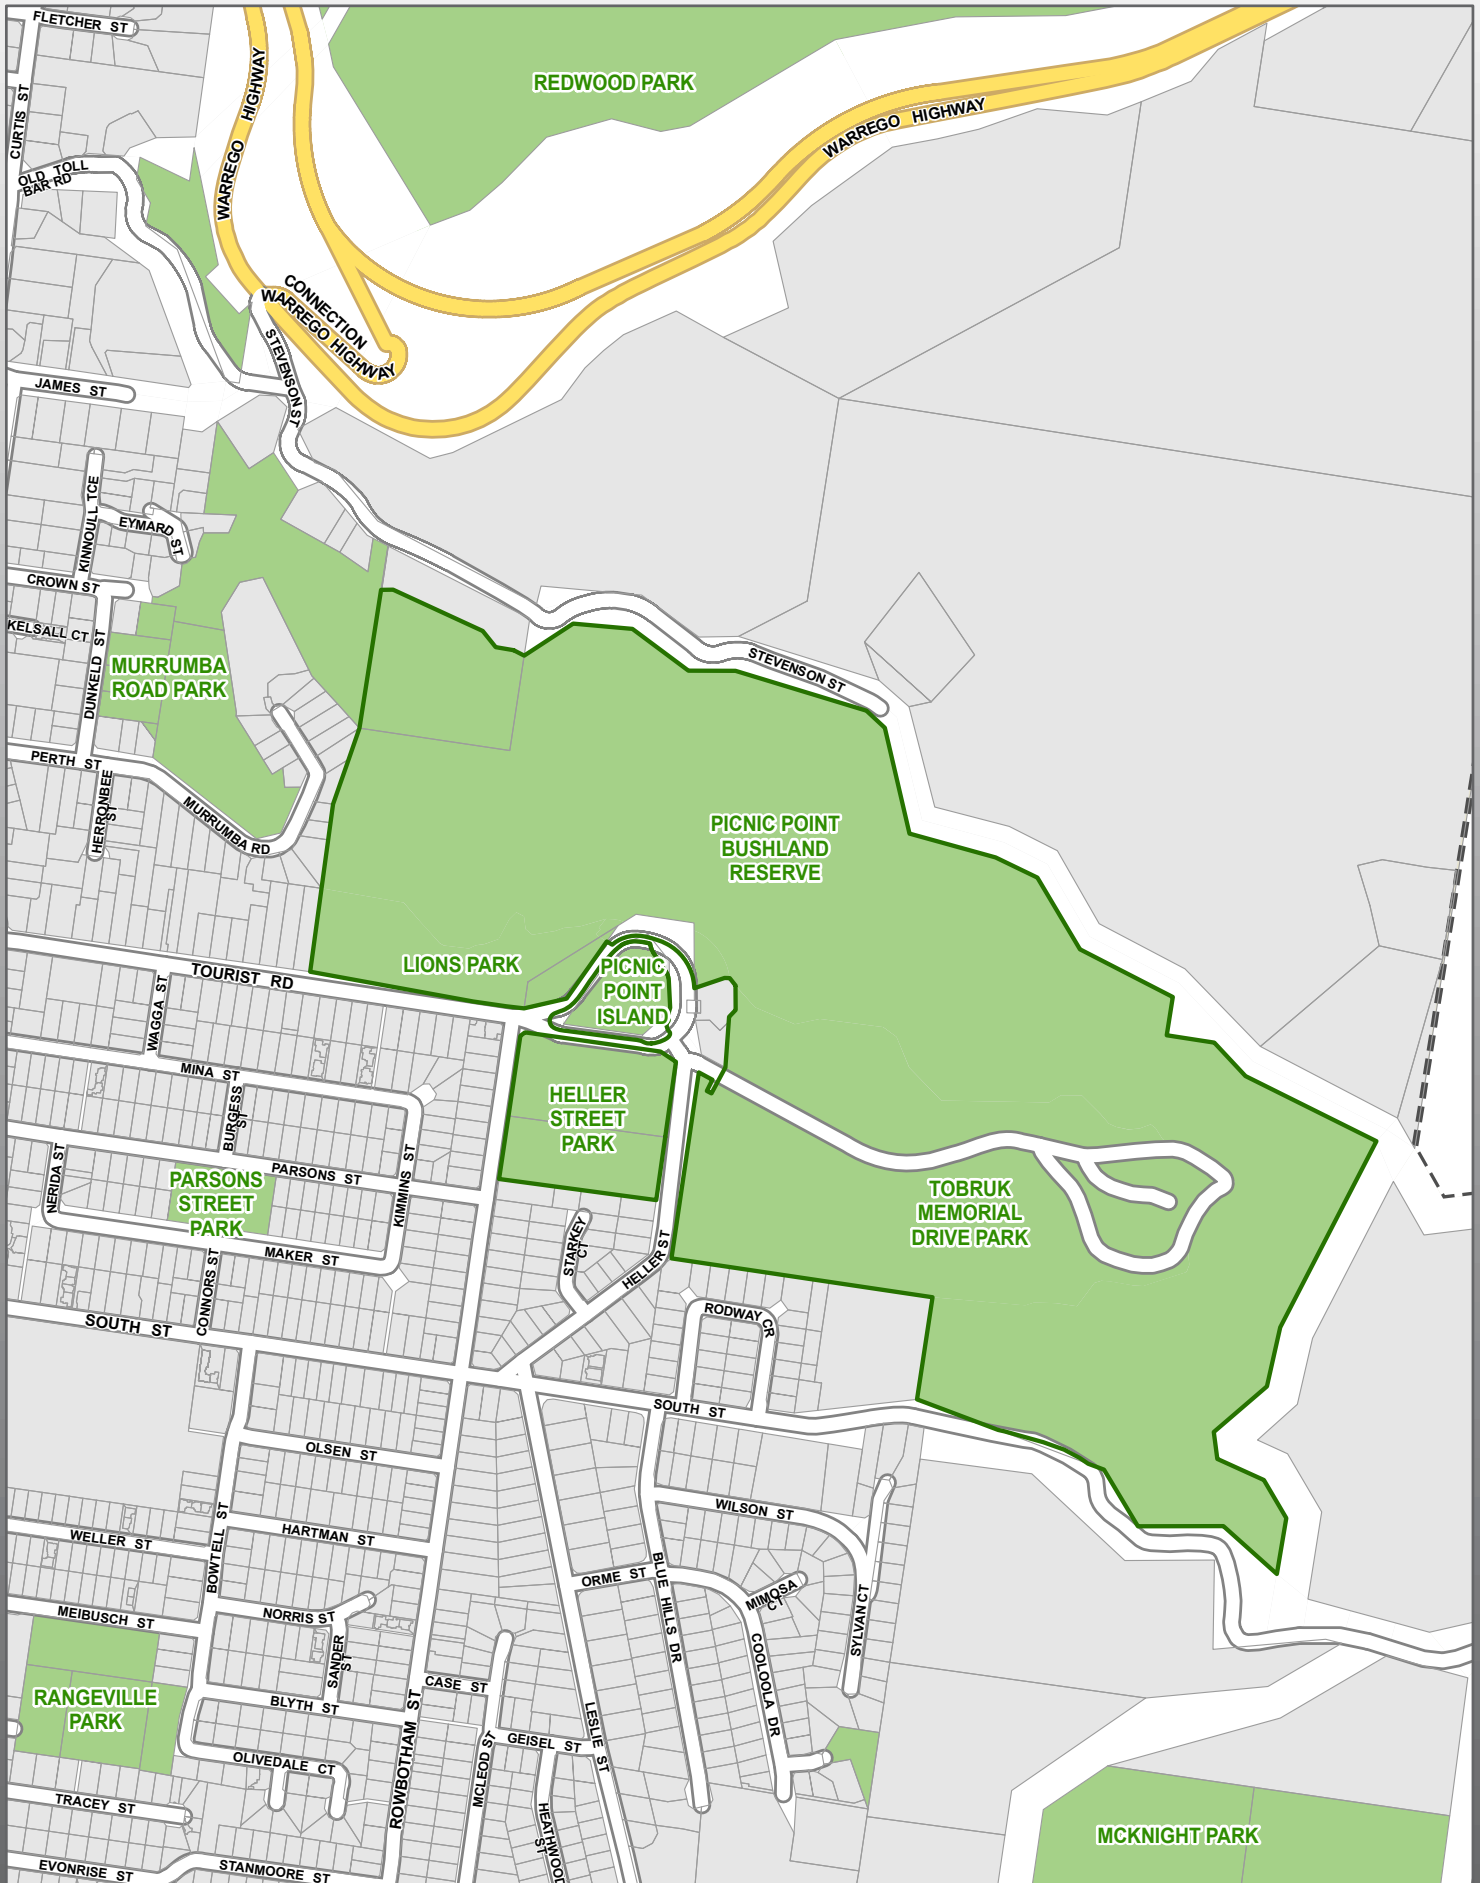 FLETCHER ST
REDWOOD PARK
WARREGO HIGHWAY
WARREGO HIGHWAY
CURTIS ST
OLD TOLL
BAR RD
CONNECTION
WARREGO HIGHWAY
STEVENSON ST
JAMES ST
KINNOULL TCE
EYMARD ST
CROWN ST
KELSALL CT
DUNKELD ST
MURRUMBA
ROAD PARK
STEVENSON ST
PERTH ST
HERRONBEE
ST
MURRUMBA RD
PICNIC POINT
BUSHLAND
RESERVE
LIONS PARK
PICNIC
POINT
ISLAND
TOURIST RD
WAGGA ST
MINA ST
BURGESS
ST
HELLER
STREET
PARK
NERIDA ST
PARSONS ST
PARSONS
STREET
PARK
KIMMINS ST
TOBRUK
MEMORIAL
DRIVE PARK
MAKER ST
STARKEY
CT
HELLER ST
CONNORS ST
SOUTH ST
RODWAY CR
SOUTH ST
OLSEN ST
WILSON ST
WELLER ST
HARTMAN ST
BOWTELL ST
ORME ST
BLUE HILLS DR
MIMOSA
CT
SYLVAN CT
MEIBUSCH ST
NORRIS ST
SANDER
ST
COOLOOLA DR
RANGEVILLE
PARK
BLYTH ST
CASE ST
ROWBOTHAM ST
LESLIE ST
GEISEL ST
MCLEOD ST
OLIVEDALE CT
TRACEY ST
HEATHWOOD
ST
MCKNIGHT PARK
EVONRISE ST
STANMOORE ST